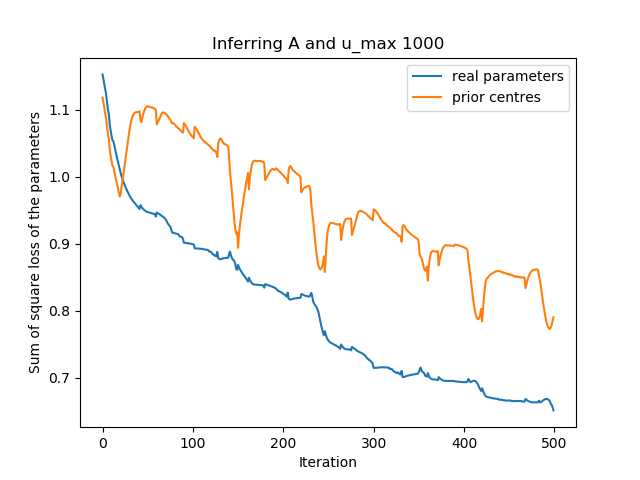 Inferring A and u_max 1000
real parameters
prior centres
Sum of square loss of the parameters
1.1
1.0
0.9
0.8
0.7
0 100 200 300 400 500
Iteration